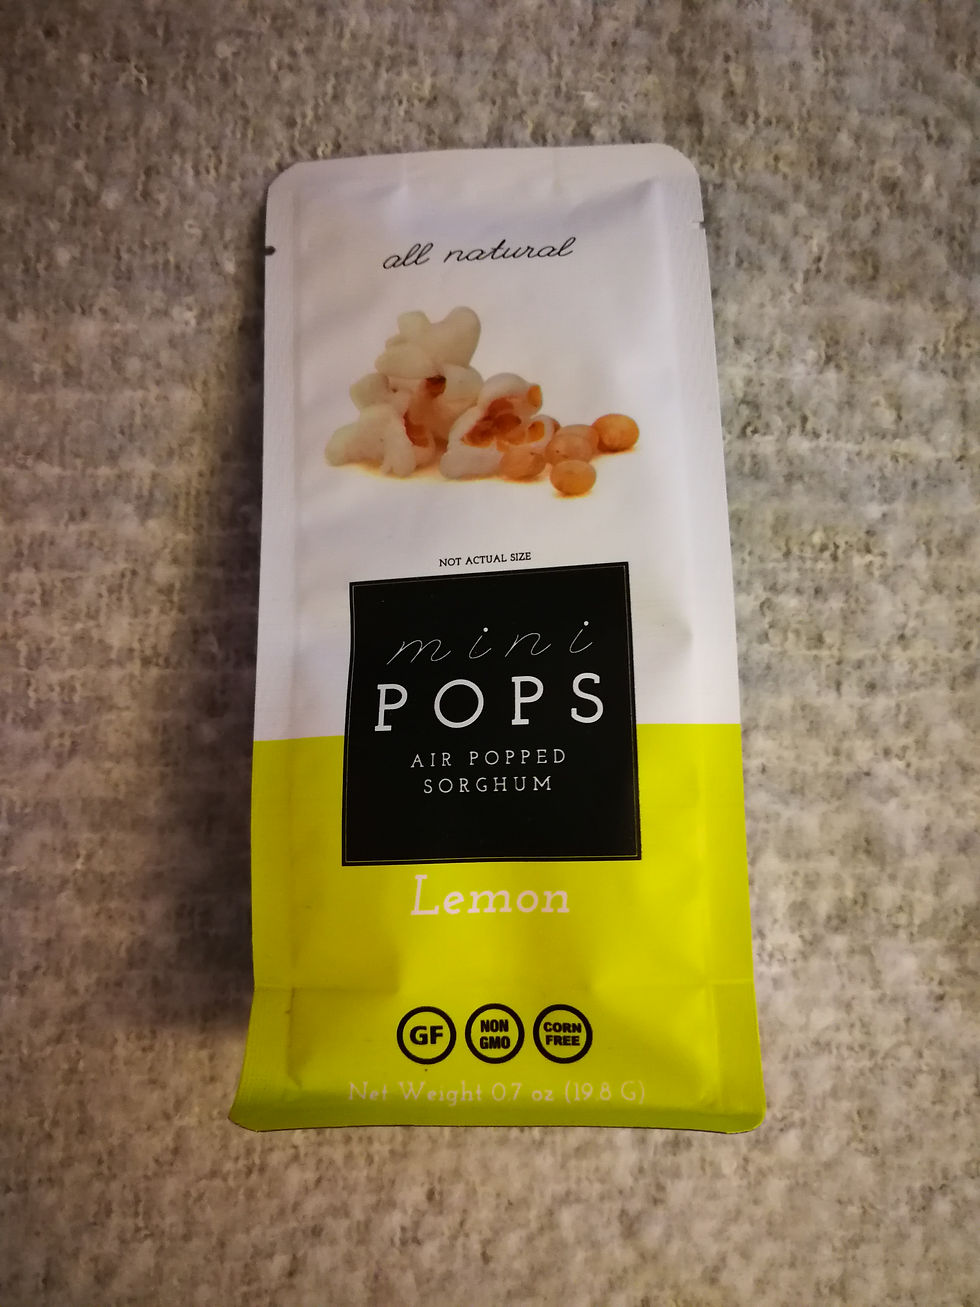 all natural
NOT ACTUAL SIZE
mini
POPS
AIR POPPED
SORGHUM
Lemon
GF
NON
GMO
CORN
FREE
Net Weight 0.7 oz (19.8 G)